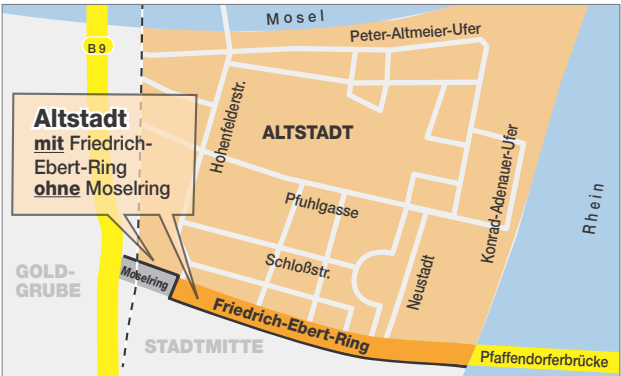 Mosel
Peter-Altmeier-Ufer
B 9
Altstadt
mit Friedrich-
Ebert-Ring
ohne Moselring
Hohenfelderstr.
ALTSTADT
Konrad-Adenauer-Ufer
Rhein
Pfuhlgasse
Schloßstr.
Neustadt
GOLD-
GRUBE
Moselring
Friedrich-Ebert-Ring
STADTMITTE
Pfaffendorferbrücke